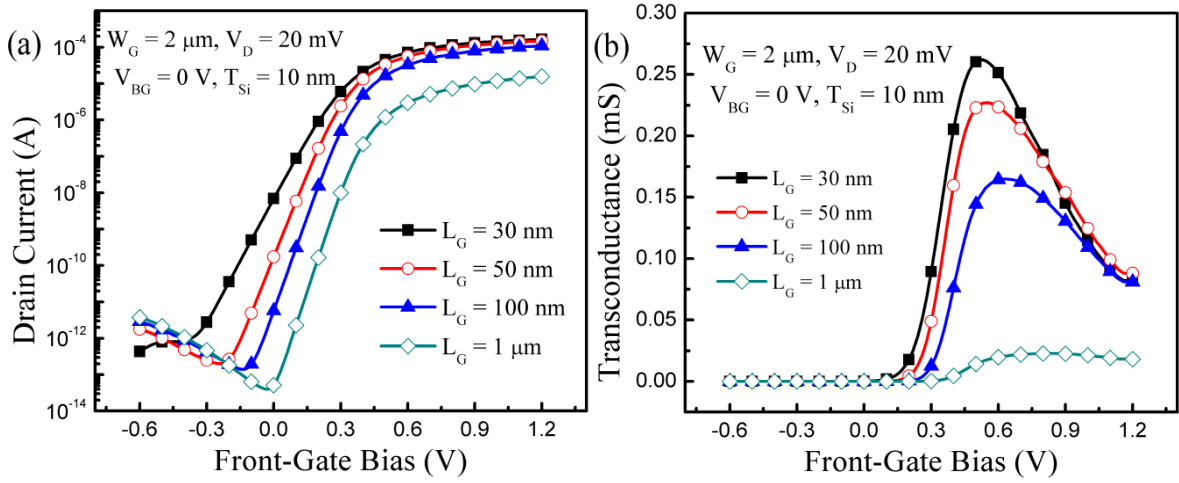 (a)
W_G = 2 μm, V_D = 20 mV
V_BG = 0 V, T_Si = 10 nm
Drain Current (A)
10^-4
10^-6
10^-8
10^-10
10^-12
10^-14
L_G = 30 nm
L_G = 50 nm
L_G = 100 nm
L_G = 1 μm
-0.6 -0.3 0.0 0.3 0.6 0.9 1.2
Front-Gate Bias (V)
(b)
W_G = 2 μm, V_D = 20 mV
V_BG = 0 V, T_Si = 10 nm
Transconductance (mS)
0.30
0.25
0.20
0.15
0.10
0.05
0.00
L_G = 30 nm
L_G = 50 nm
L_G = 100 nm
L_G = 1 μm
-0.6 -0.3 0.0 0.3 0.6 0.9 1.2
Front-Gate Bias (V)